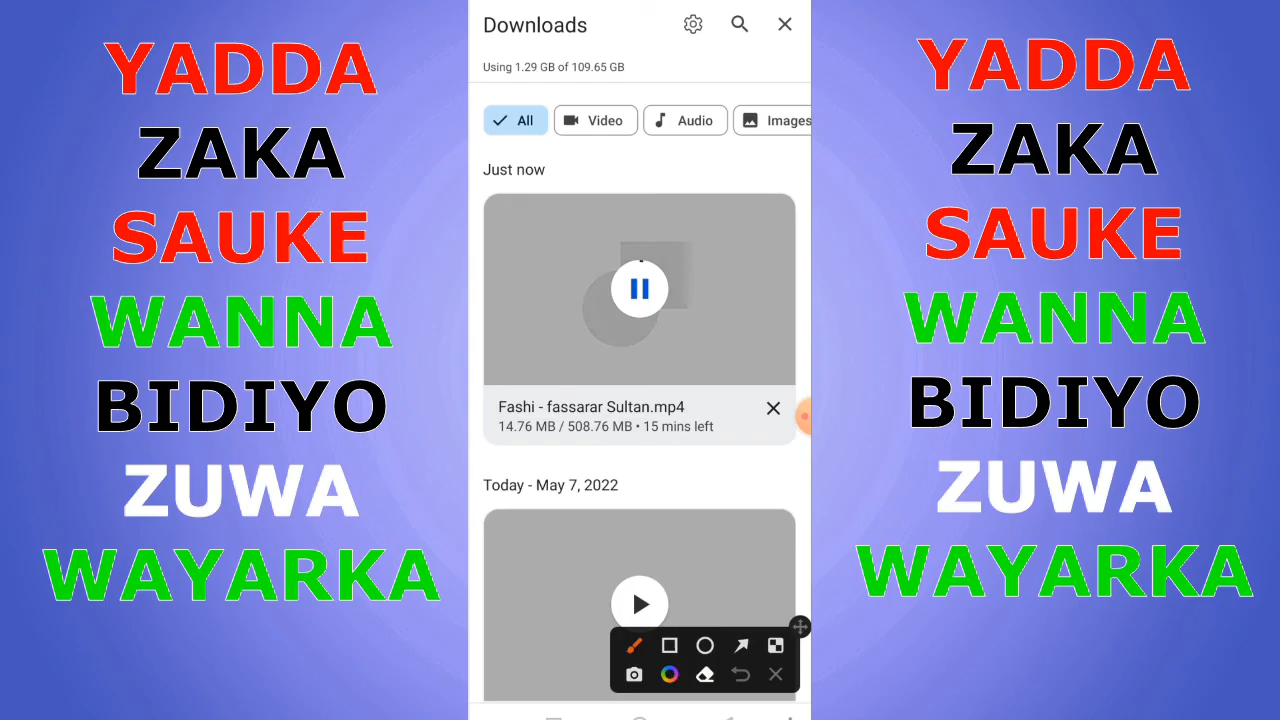 YADDA
ZAKA
SAUKE
WANNA
BIDIYO
ZUWA
WAYARKA
Downloads
Using 1.29 GB of 109.65 GB
All
Video
Audio
Images
Just now
Fashi - fassarar Sultan.mp4
14.76 MB / 508.76 MB • 15 mins left
Today - May 7, 2022
YADDA
ZAKA
SAUKE
WANNA
BIDIYO
ZUWA
WAYARKA